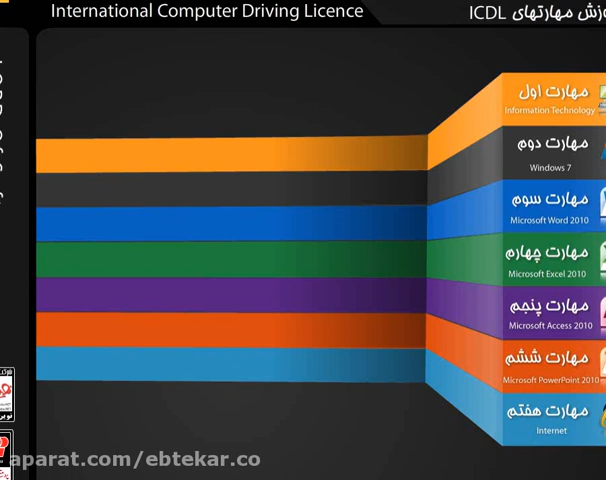 International Computer Driving Licence
مهارتهای ICDL
مهارت اول
Information Technology
مهارت دوم
Windows 7
مهارت سوم
Microsoft Word 2010
مهارت چهارم
Microsoft Excel 2010
مهارت پنجم
Microsoft Access 2010
مهارت ششم
Microsoft PowerPoint 2010
مهارت هفتم
Internet
aparat.com/ebtekar.co